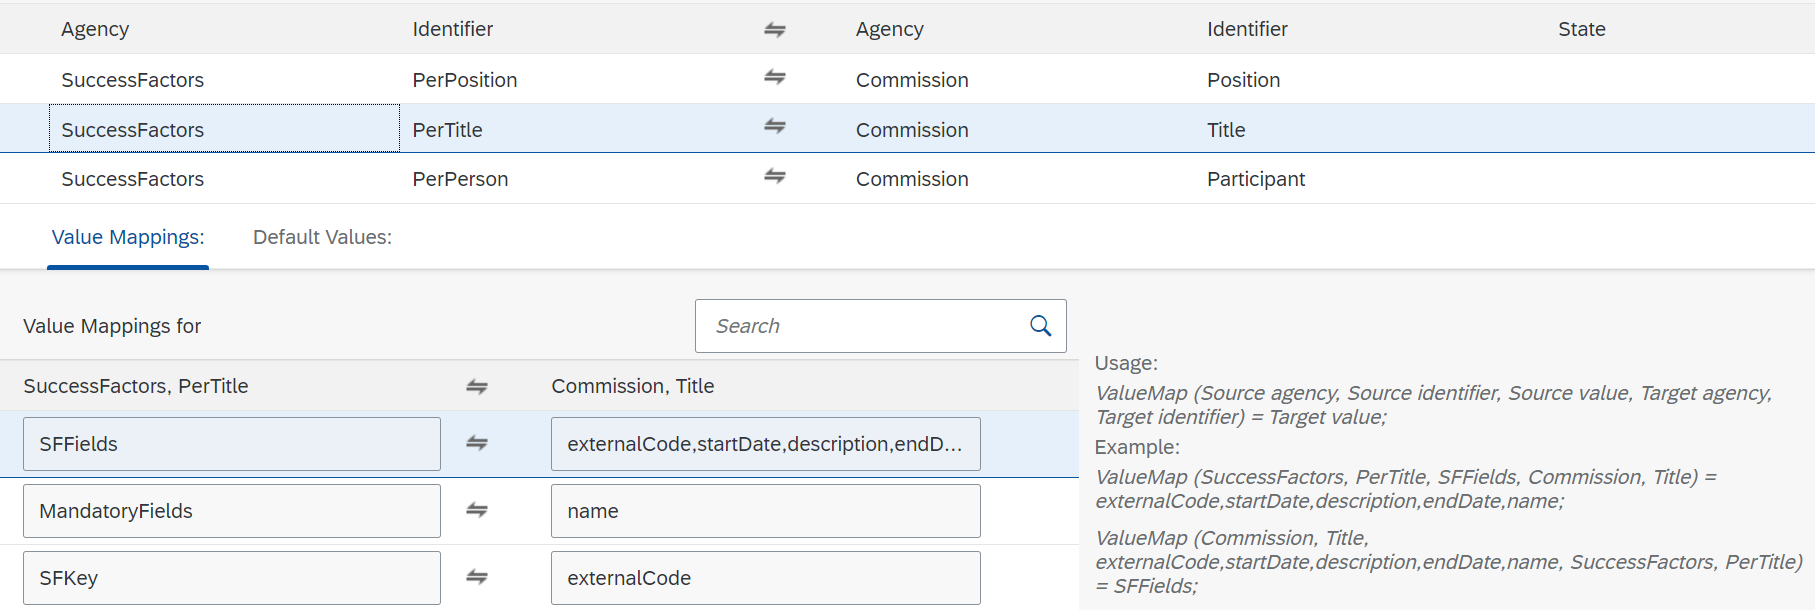 Agency Identifier Agency Identifier State
SuccessFactors PerPosition Commission Position
SuccessFactors PerTitle Commission Title
SuccessFactors PerPerson Commission Participant
Value Mappings: Default Values:
Value Mappings for
Search
SuccessFactors, PerTitle Commission, Title
SFFields externalCode,startDate,description,endD...
MandatoryFields name
SFKey externalCode
Usage:
ValueMap (Source agency, Source identifier, Source value, Target agency,
Target identifier) = Target value;
Example:
ValueMap (SuccessFactors, PerTitle, SFFields, Commission, Title) =
externalCode,startDate,description,endDate,name;
ValueMap (Commission, Title,
externalCode,startDate,description,endDate,name, SuccessFactors, PerTitle)
= SFFields;